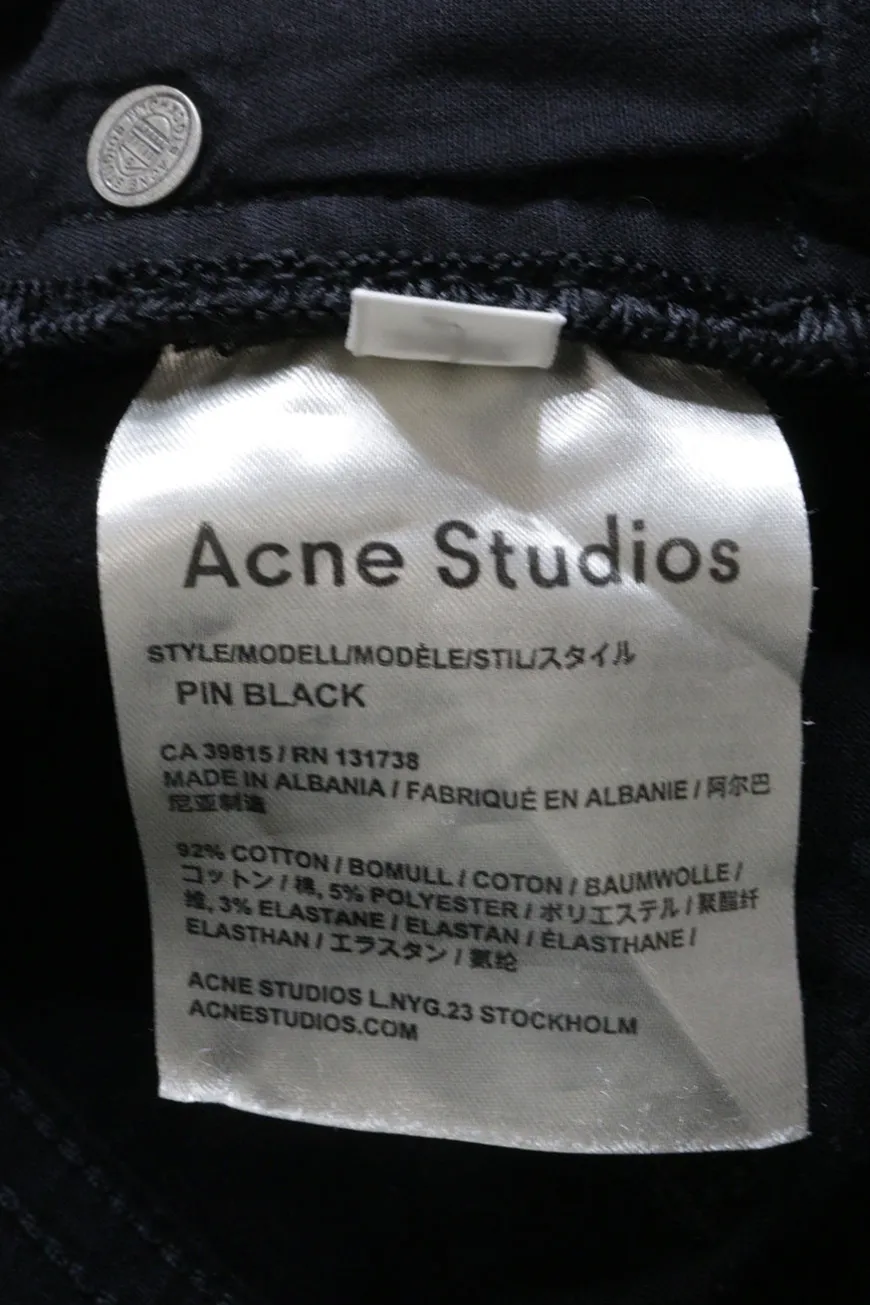 Acne Studios
STYLE/MODELL/MODÈLE/STIL/スタイル
PIN BLACK
CA 39815 / RN 131738
MADE IN ALBANIA / FABRIQUÉ EN ALBANIE / 阿尔巴
尼亚制造
92% COTTON / BOMULL / COTON / BAUMWOLLE /
コットン / 棉, 5% POLYESTER / ポリエステル / 聚酯纤
维, 3% ELASTANE / ELASTAN / ÉLASTHANE /
ELASTHAN / エラスタン / 氨纶
ACNE STUDIOS L.NYG.23 STOCKHOLM
ACNESTUDIOS.COM